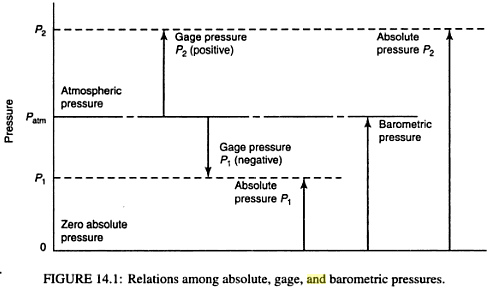 P2
Gage pressure
P2 (positive)
Absolute
pressure P2
Atmospheric
pressure
Pressure
Patm
Barometric
pressure
Gage pressure
P1 (negative)
P1
Absolute
pressure P1
Zero absolute
pressure
0
FIGURE 14.1: Relations among absolute, gage, and barometric pressures.